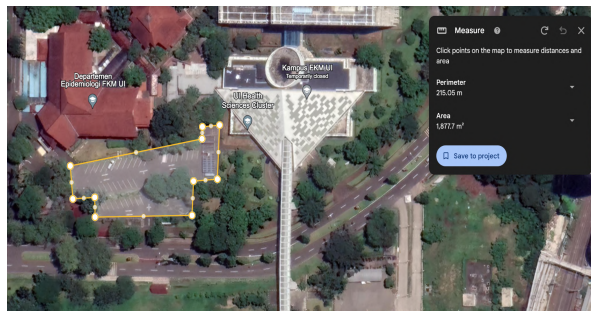 Departemen
Epidemiologi FKM UI
Kampus FKM UI
Temporarily closed
UI Health
Sciences Cluster
Measure
Click points on the map to measure distances and
area
Perimeter
215.05 m
Area
1,877.7 m²
Save to project